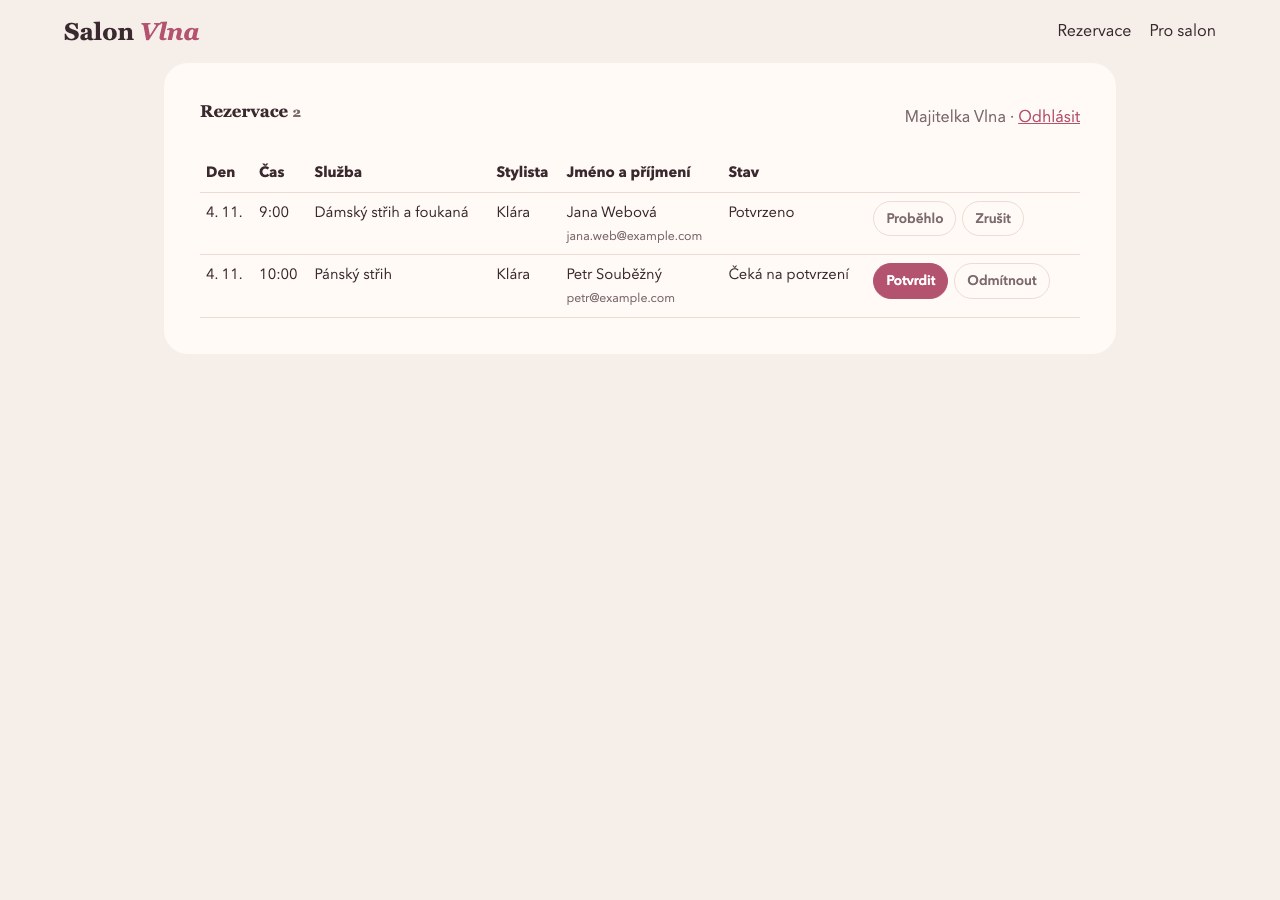 Salon Vlna
Rezervace Pro salon
Rezervace 2
Majitelka Vlna · Odhlásit
Den Čas Služba Stylista Jméno a příjmení Stav
4. 11. 9:00 Dámský střih a foukaná Klára Jana Webová Potvrzeno Proběhlo Zrušit
jana.web@example.com
4. 11. 10:00 Pánský střih Klára Petr Souběžný Čeká na potvrzení Potvrdit Odmítnout
petr@example.com